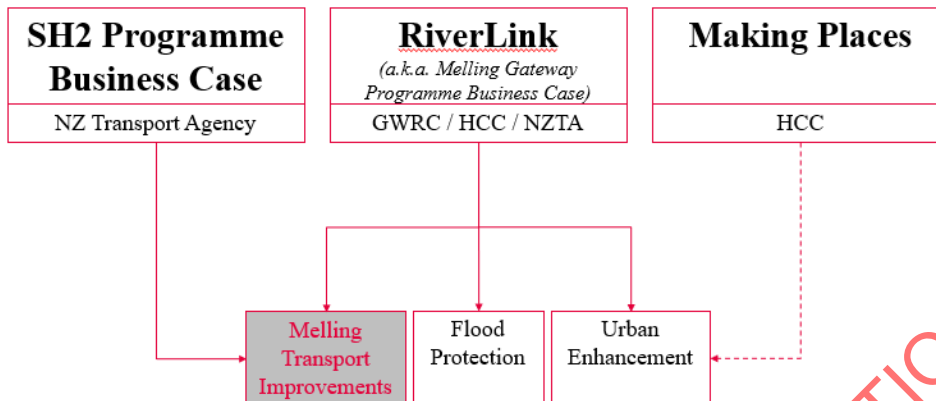 SH2 Programme
Business Case
NZ Transport Agency
RiverLink
(a.k.a. Melling Gateway
Programme Business Case)
GWRC / HCC / NZTA
Making Places
HCC
Melling
Transport
Improvements
Flood
Protection
Urban
Enhancement
TIO